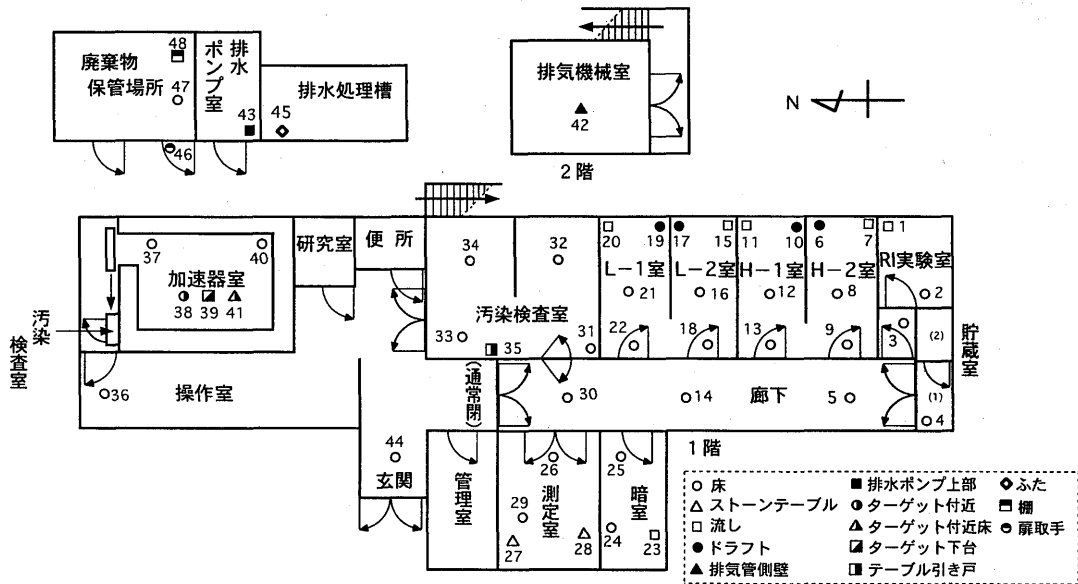 48
廃棄物
保管場所
47
46
排水
ポンプ室
43
45
排水処理槽
排気機械室
42
2階
N
34
32
20
19
17
15
11
10
6
7
1
37
40
加速器室
38
39
41
研究室
便所
L-1室
L-2室
H-1室
H-2室
RI実験室
21
16
12
8
2
汚染検査室
33
35
31
22
18
13
9
3
(2)
貯蔵室
汚染
検査室
36
操作室
(通常閉)
30
14
廊下
5
(1)
4
1階
44
玄関
管理室
26
29
測定室
27
28
25
暗室
24
23
床
ストーンテーブル
流し
ドラフト
排気管側壁
排水ポンプ上部
ターゲット付近
ターゲット付近床
ターゲット下台
テーブル引き戸
ふた
棚
扉取手